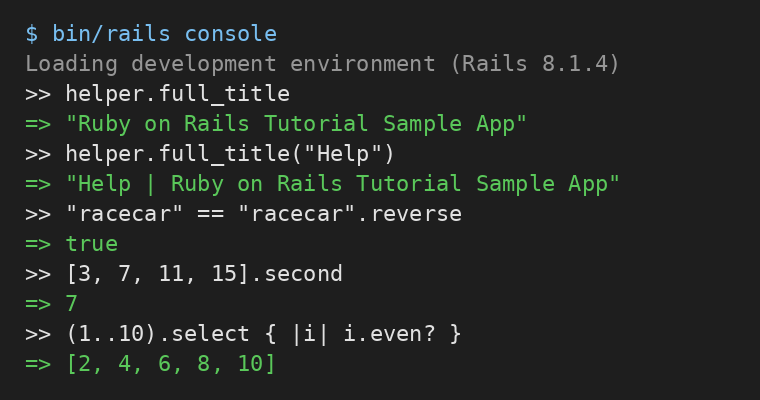 $ bin/rails console
Loading development environment (Rails 8.1.4)
>> helper.full_title
=> "Ruby on Rails Tutorial Sample App"
>> helper.full_title("Help")
=> "Help | Ruby on Rails Tutorial Sample App"
>> "racecar" == "racecar".reverse
=> true
>> [3, 7, 11, 15].second
=> 7
>> (1..10).select { |i| i.even? }
=> [2, 4, 6, 8, 10]